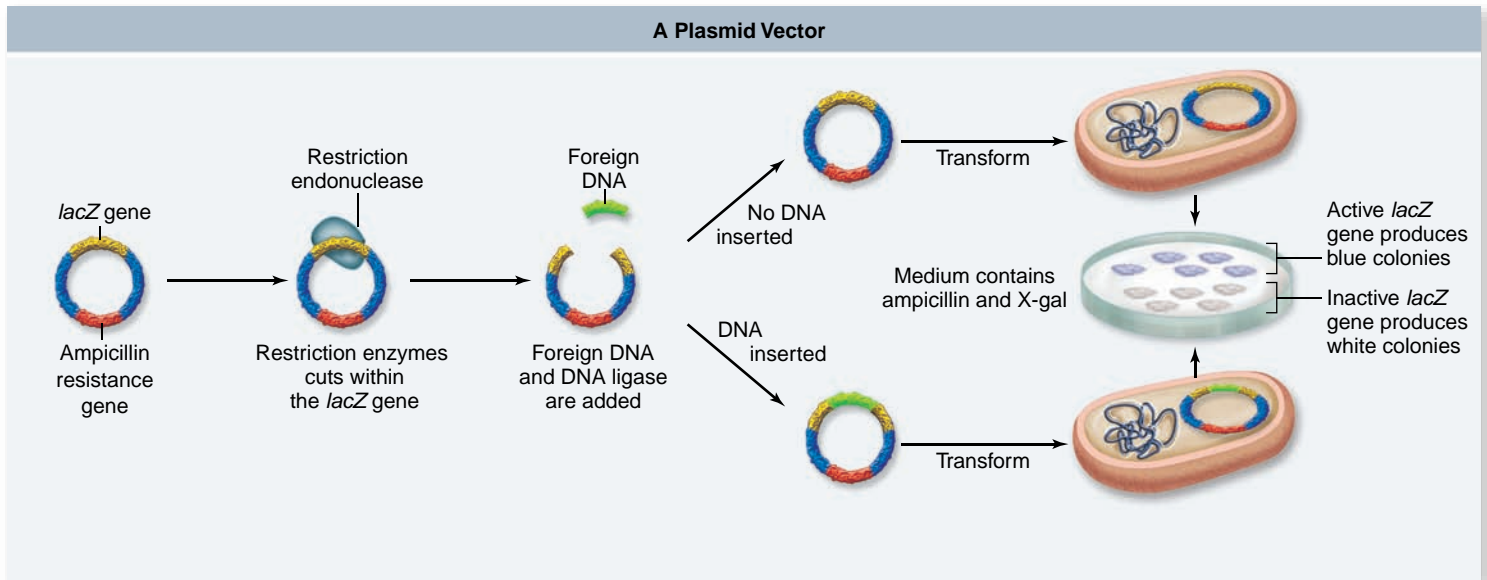 A Plasmid Vector
lacZ gene
Ampicillin
resistance
gene
Restriction
endonuclease
Restriction enzymes
cuts within
the lacZ gene
Foreign
DNA
Foreign DNA
and DNA ligase
are added
No DNA
inserted
DNA
inserted
Transform
Transform
Medium contains
ampicillin and X-gal
Active lacZ
gene produces
blue colonies
Inactive lacZ
gene produces
white colonies